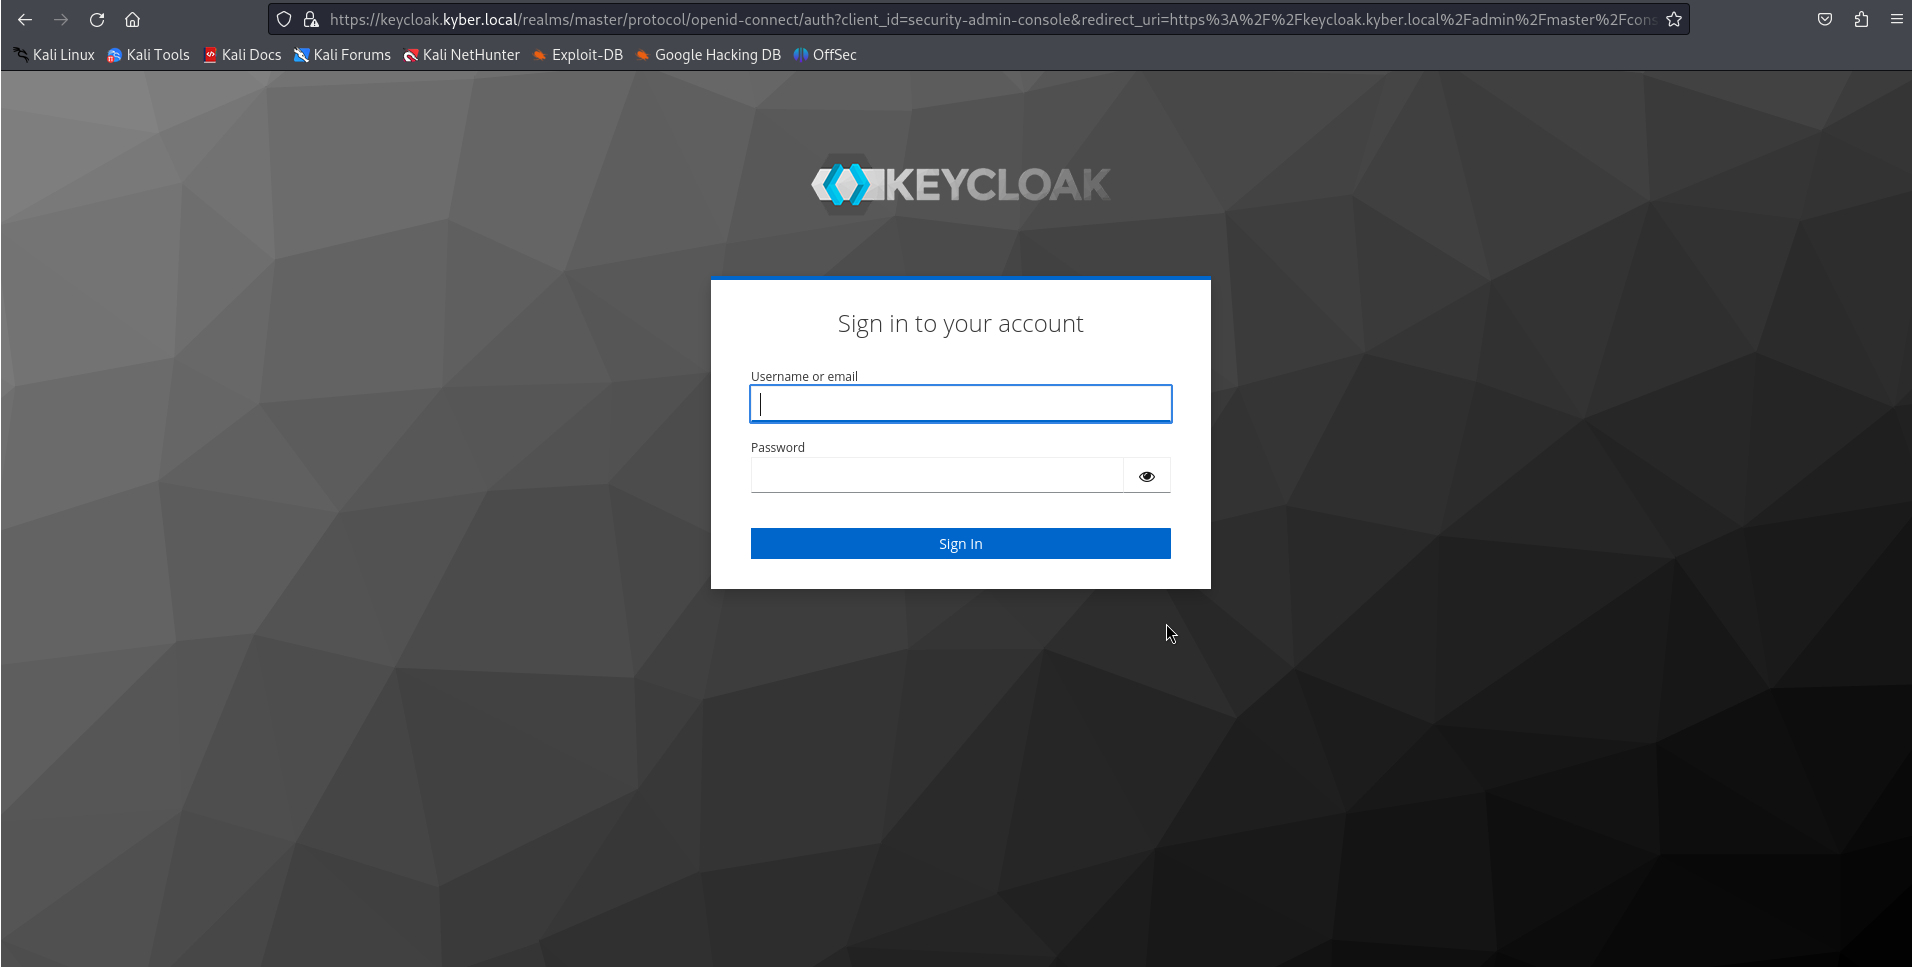 https://keycloak.kyber.local/realms/master/protocol/openid-connect/auth?client_id=security-admin-console&redirect_uri=https%3A%2F%2Fkeycloak.kyber.local%2Fadmin%2Fmaster%2Fcons
Kali Linux Kali Tools Kali Docs Kali Forums Kali NetHunter Exploit-DB Google Hacking DB OffSec
KEYCLOAK
Sign in to your account
Username or email
Password
Sign In